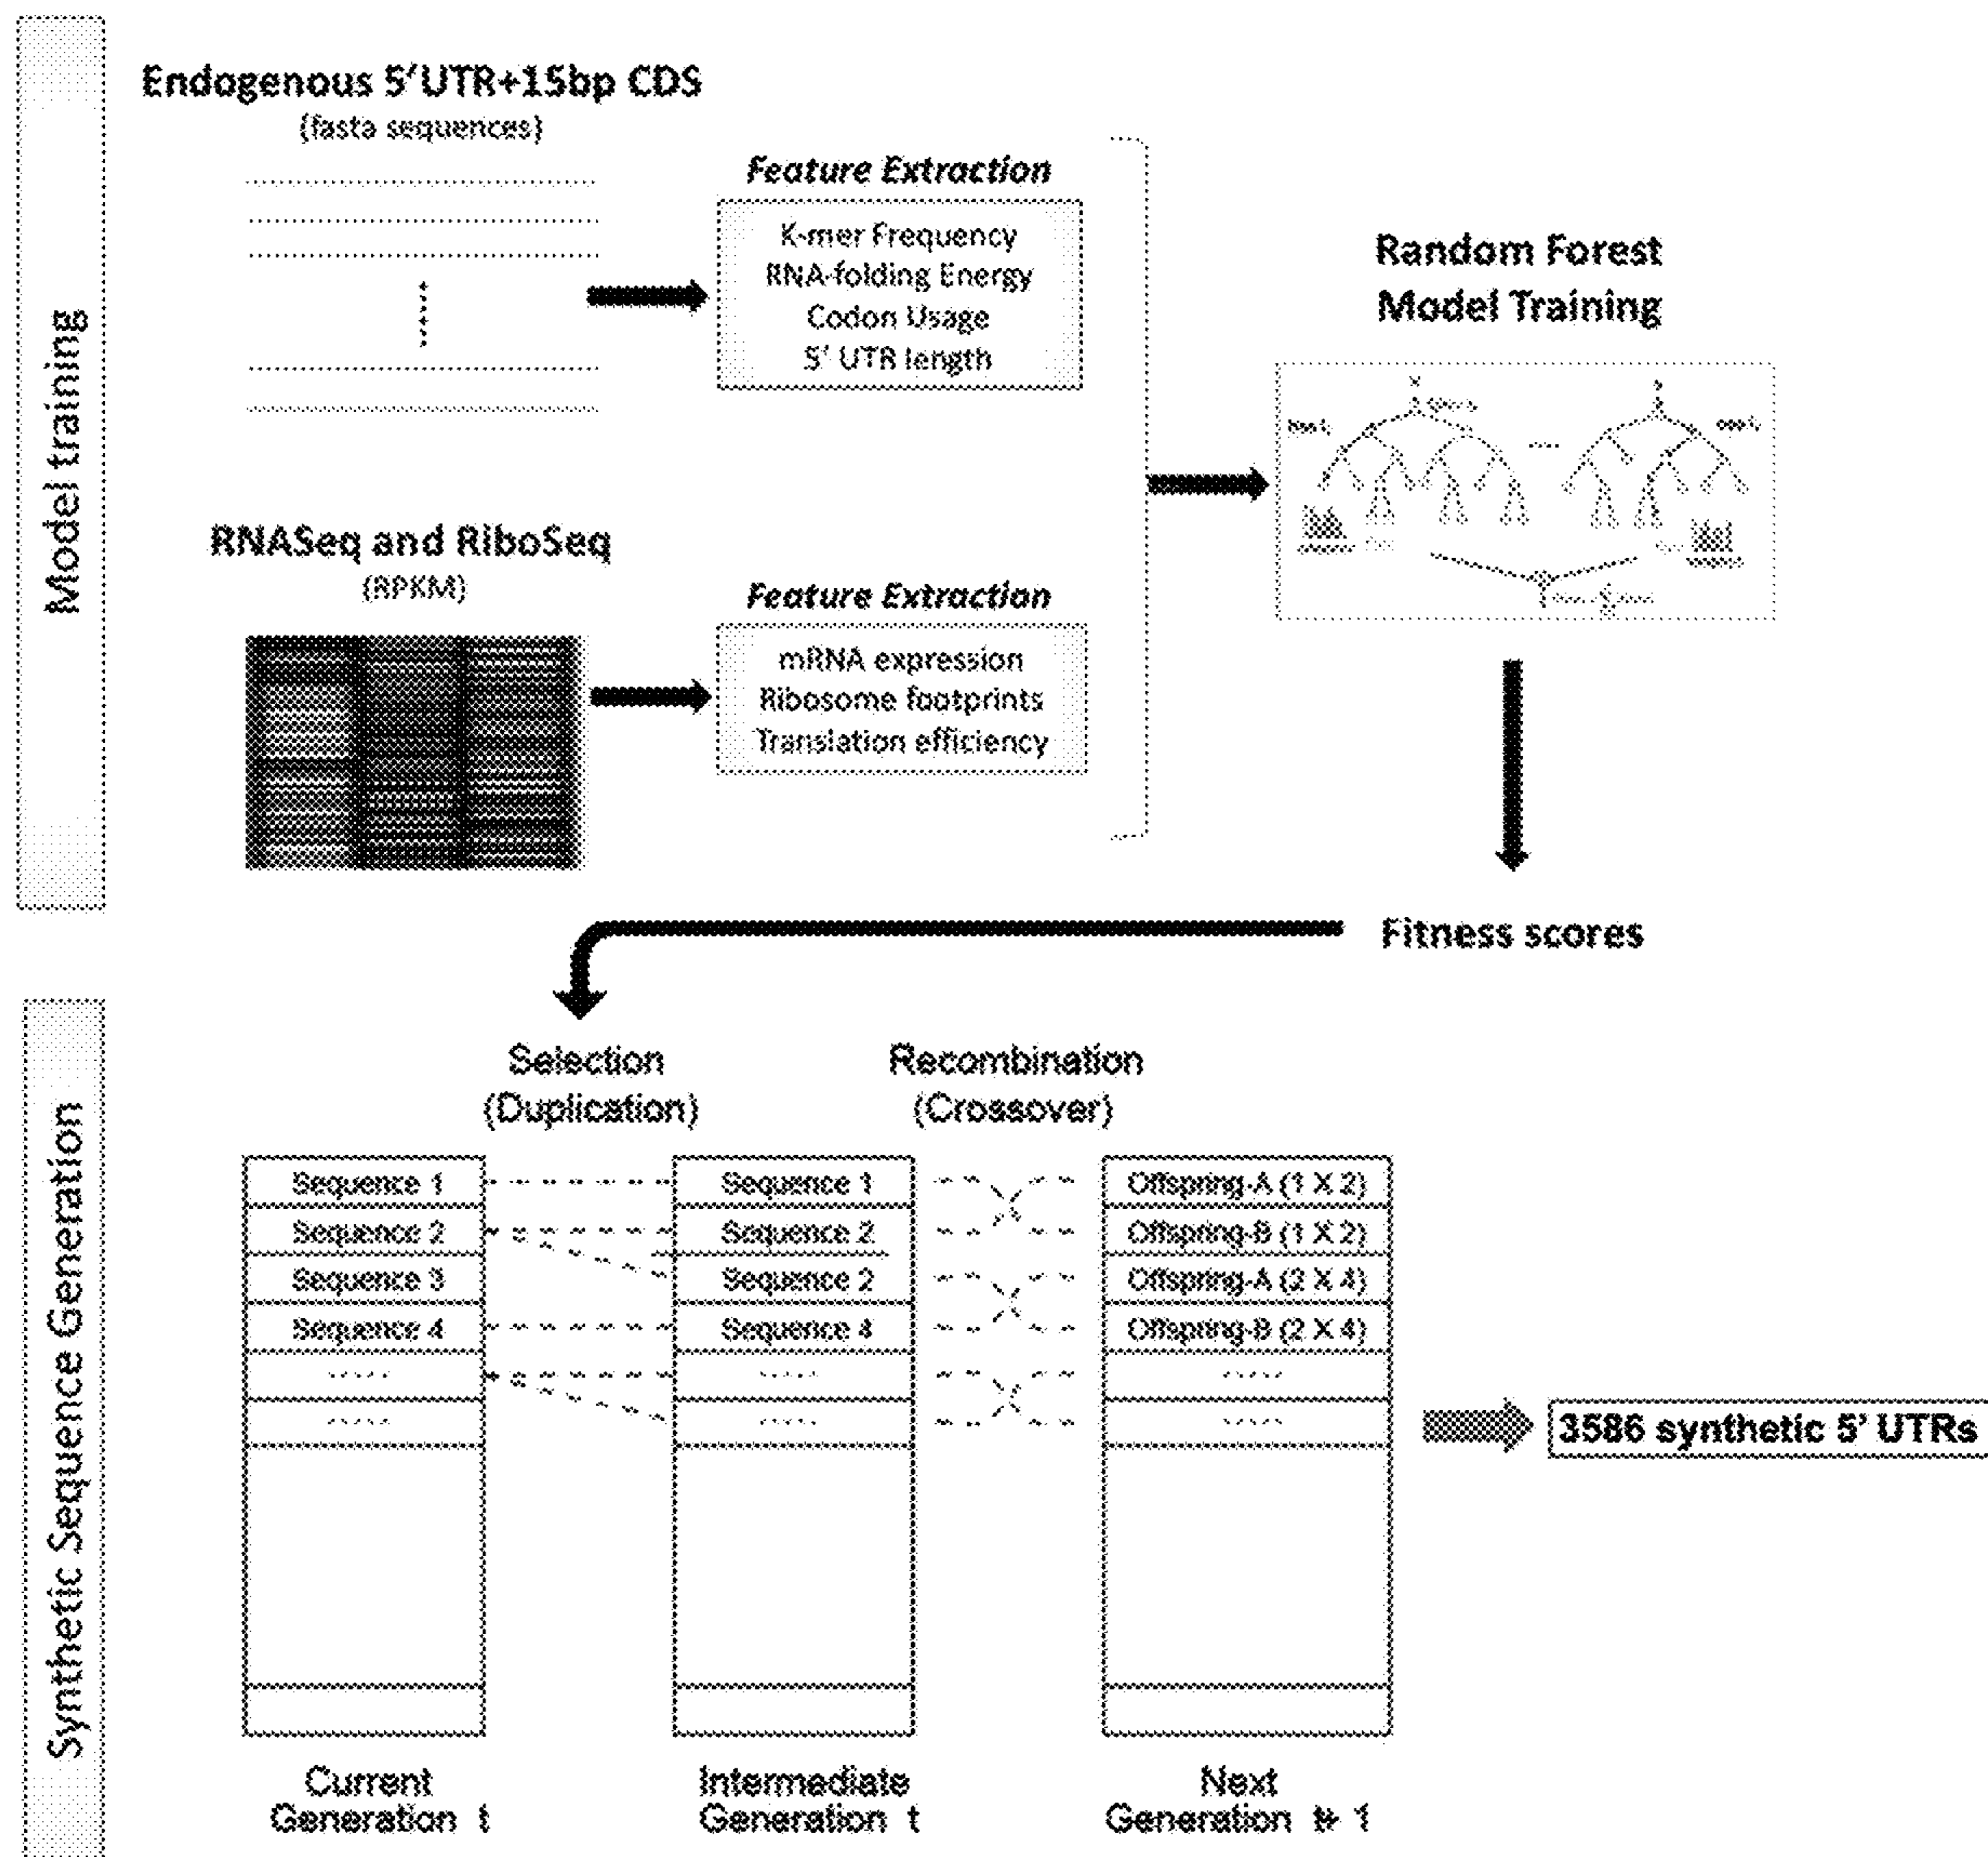 Model training
Endogenous 5'UTR+15bp CDS
(fasta sequences)
Feature Extraction
K-mer Frequency
RNA-folding Energy
Codon Usage
5' UTR length
RNASeq and RiboSeq
(RPKM)
Feature Extraction
mRNA expression
Ribosome footprints
Translation efficiency
Random Forest
Model Training
Fitness scores
Synthetic Sequence Generation
Selection
(Duplication)
Recombination
(Crossover)
Sequence 1
Sequence 2
Sequence 3
Sequence 4
.....
.....
Sequence 1
Sequence 2
Sequence 2
Sequence 4
.....
.....
Offspring-A (1 X 2)
Offspring-B (1 X 2)
Offspring-A (2 X 4)
Offspring-B (2 X 4)
.....
.....
3586 synthetic 5' UTRs
Current
Generation t
Intermediate
Generation t
Next
Generation t+ 1